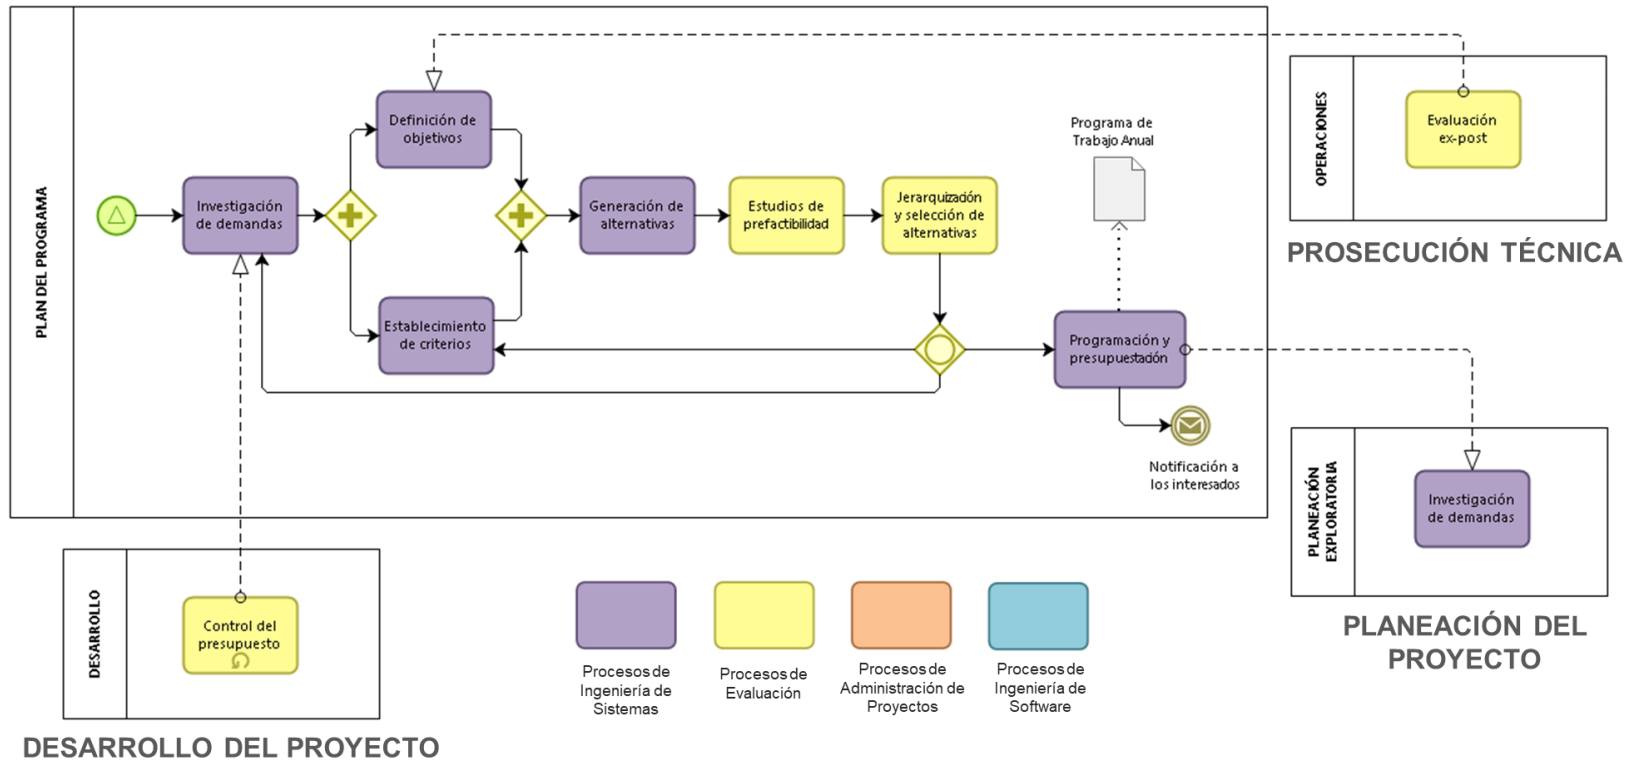 PLAN DEL PROGRAMA
Investigación
de demandas
Definición de
objetivos
Establecimiento
de criterios
Generación de
alternativas
Estudios de
prefactibilidad
Jerarquización
y selección de
alternativas
Programa de
Trabajo Anual
Programación y
presupuestación
Notificación a
los interesados
OPERACIONES
Evaluación
ex-post
PROSECUCIÓN TÉCNICA
PLANEACIÓN
EXPLORATORIA
Investigación
de demandas
PLANEACIÓN DEL
PROYECTO
DESARROLLO
Control del
presupuesto
DESARROLLO DEL PROYECTO
Procesos de
Ingeniería de
Sistemas
Procesos de
Evaluación
Procesos de
Administración de
Proyectos
Procesos de
Ingeniería de
Software